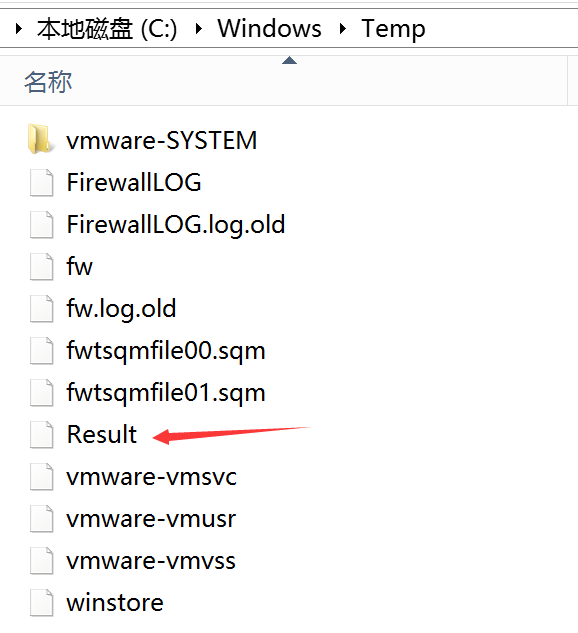 本地磁盘 (C:) Windows Temp
名称
vmware-SYSTEM
FirewallLOG
FirewallLOG.log.old
fw
fw.log.old
fwtsqmfile00.sqm
fwtsqmfile01.sqm
Result
vmware-vmsvc
vmware-vmusr
vmware-vmvss
winstore